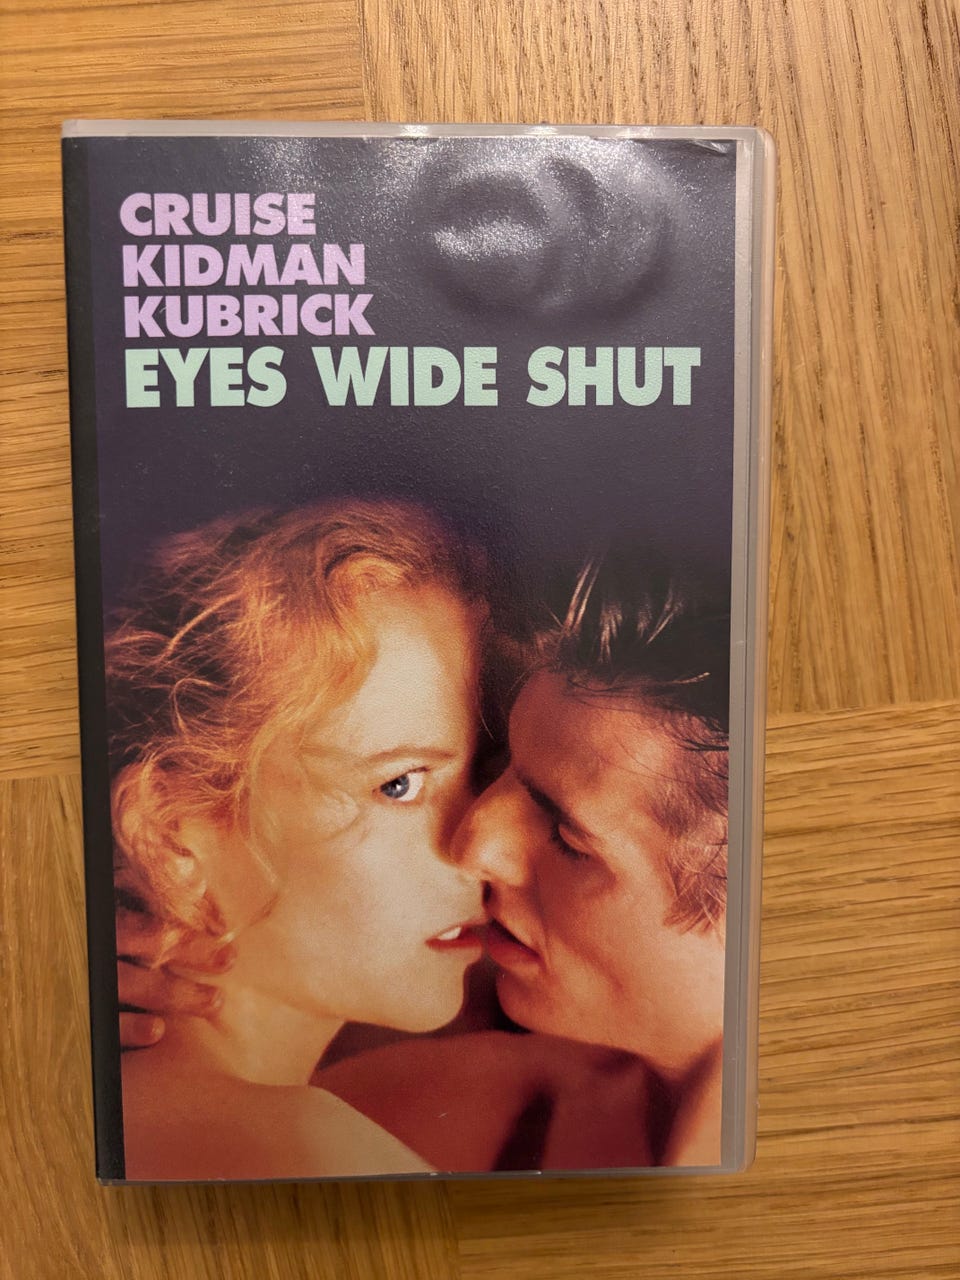 CRUISE
KIDMAN
KUBRICK
EYES WIDE SHUT